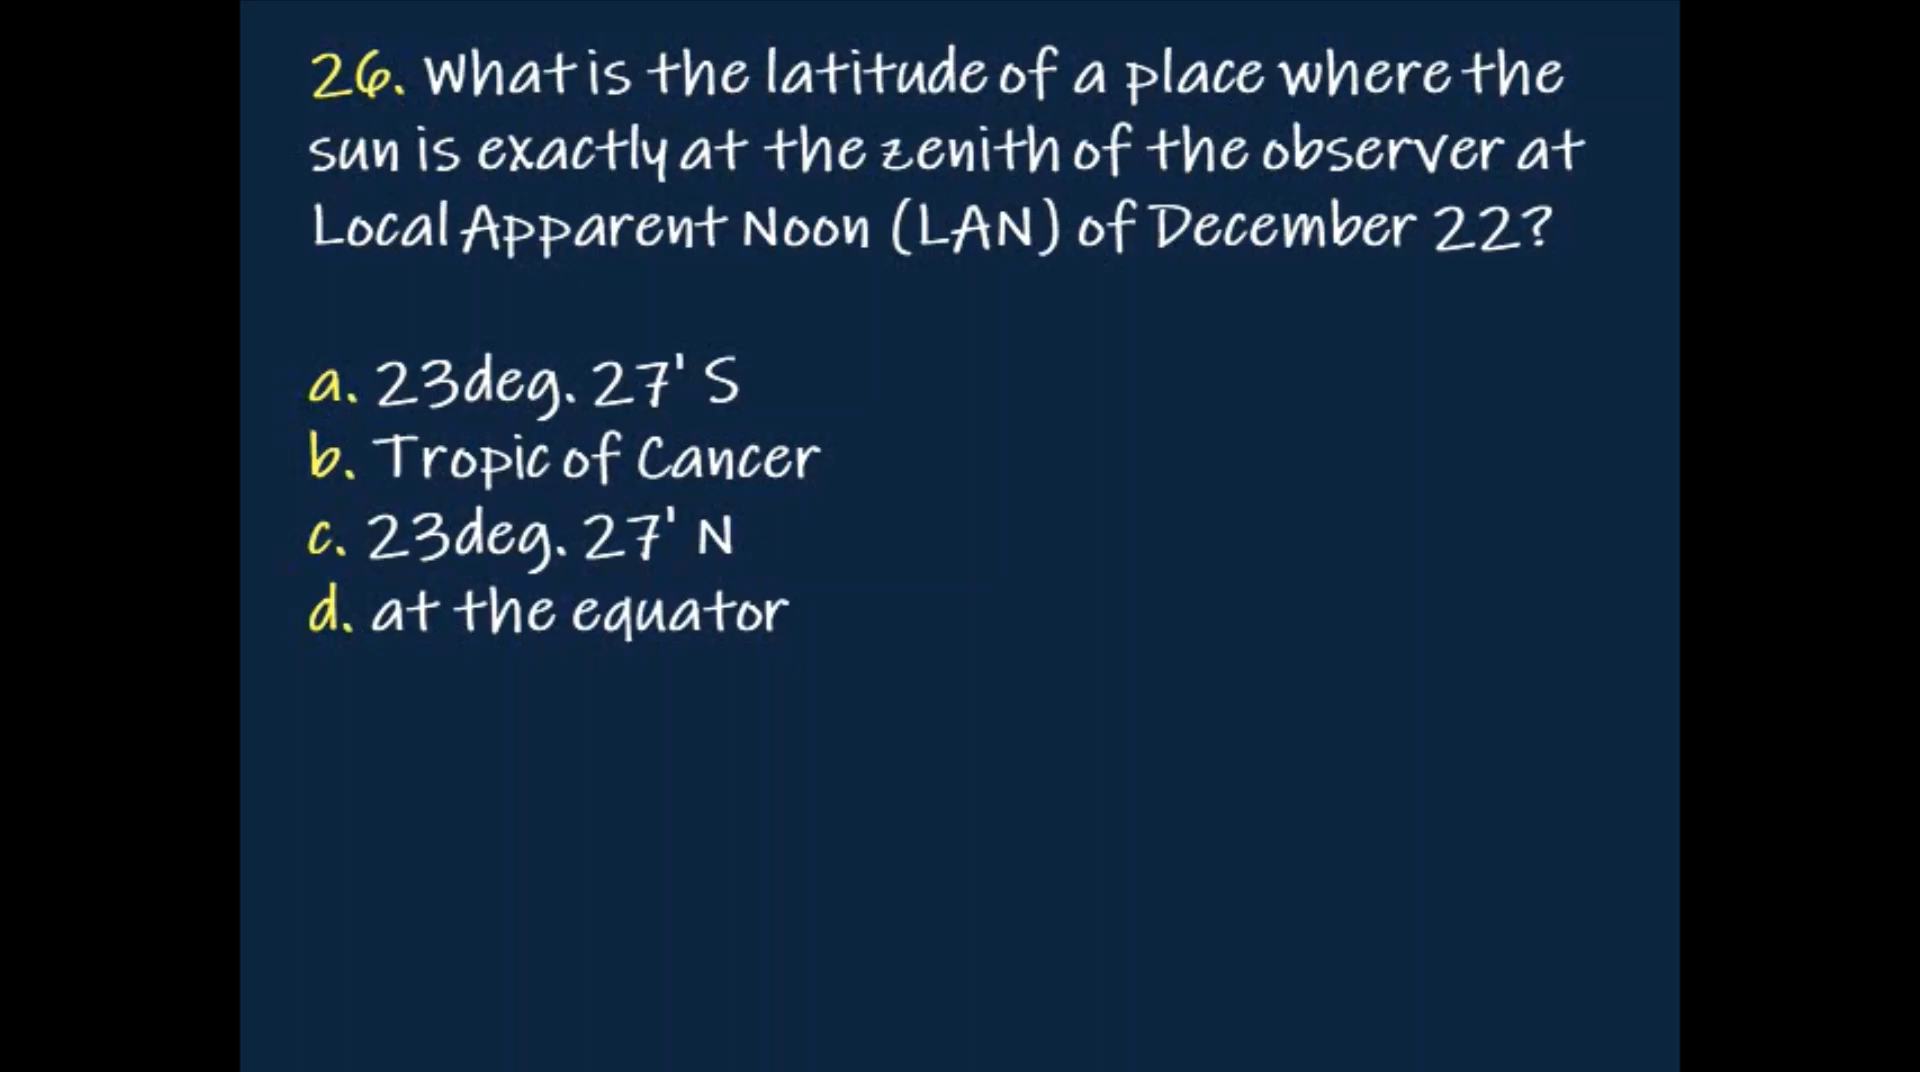 26. What is the latitude of a place where the
sun is exactly at the zenith of the observer at
Local Apparent Noon (LAN) of December 22?
a. 23deg. 27' S
b. Tropic of Cancer
c. 23deg. 27' N
d. at the equator